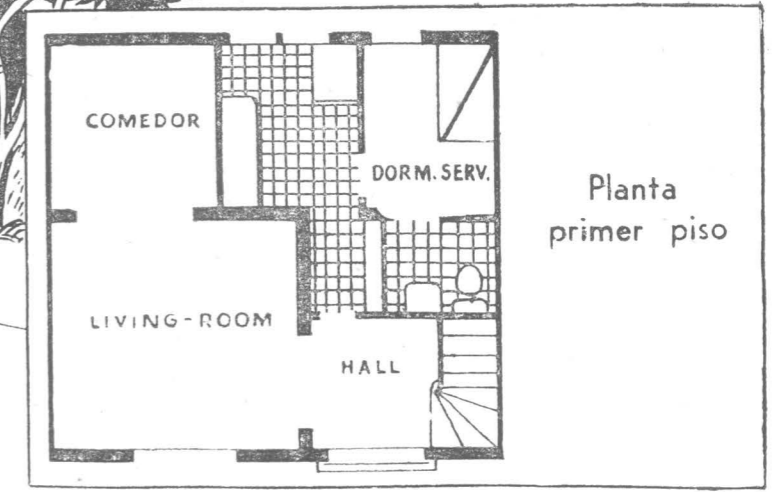 COMEDOR
DORM. SERV.
Planta
primer piso
LIVING-ROOM
HALL